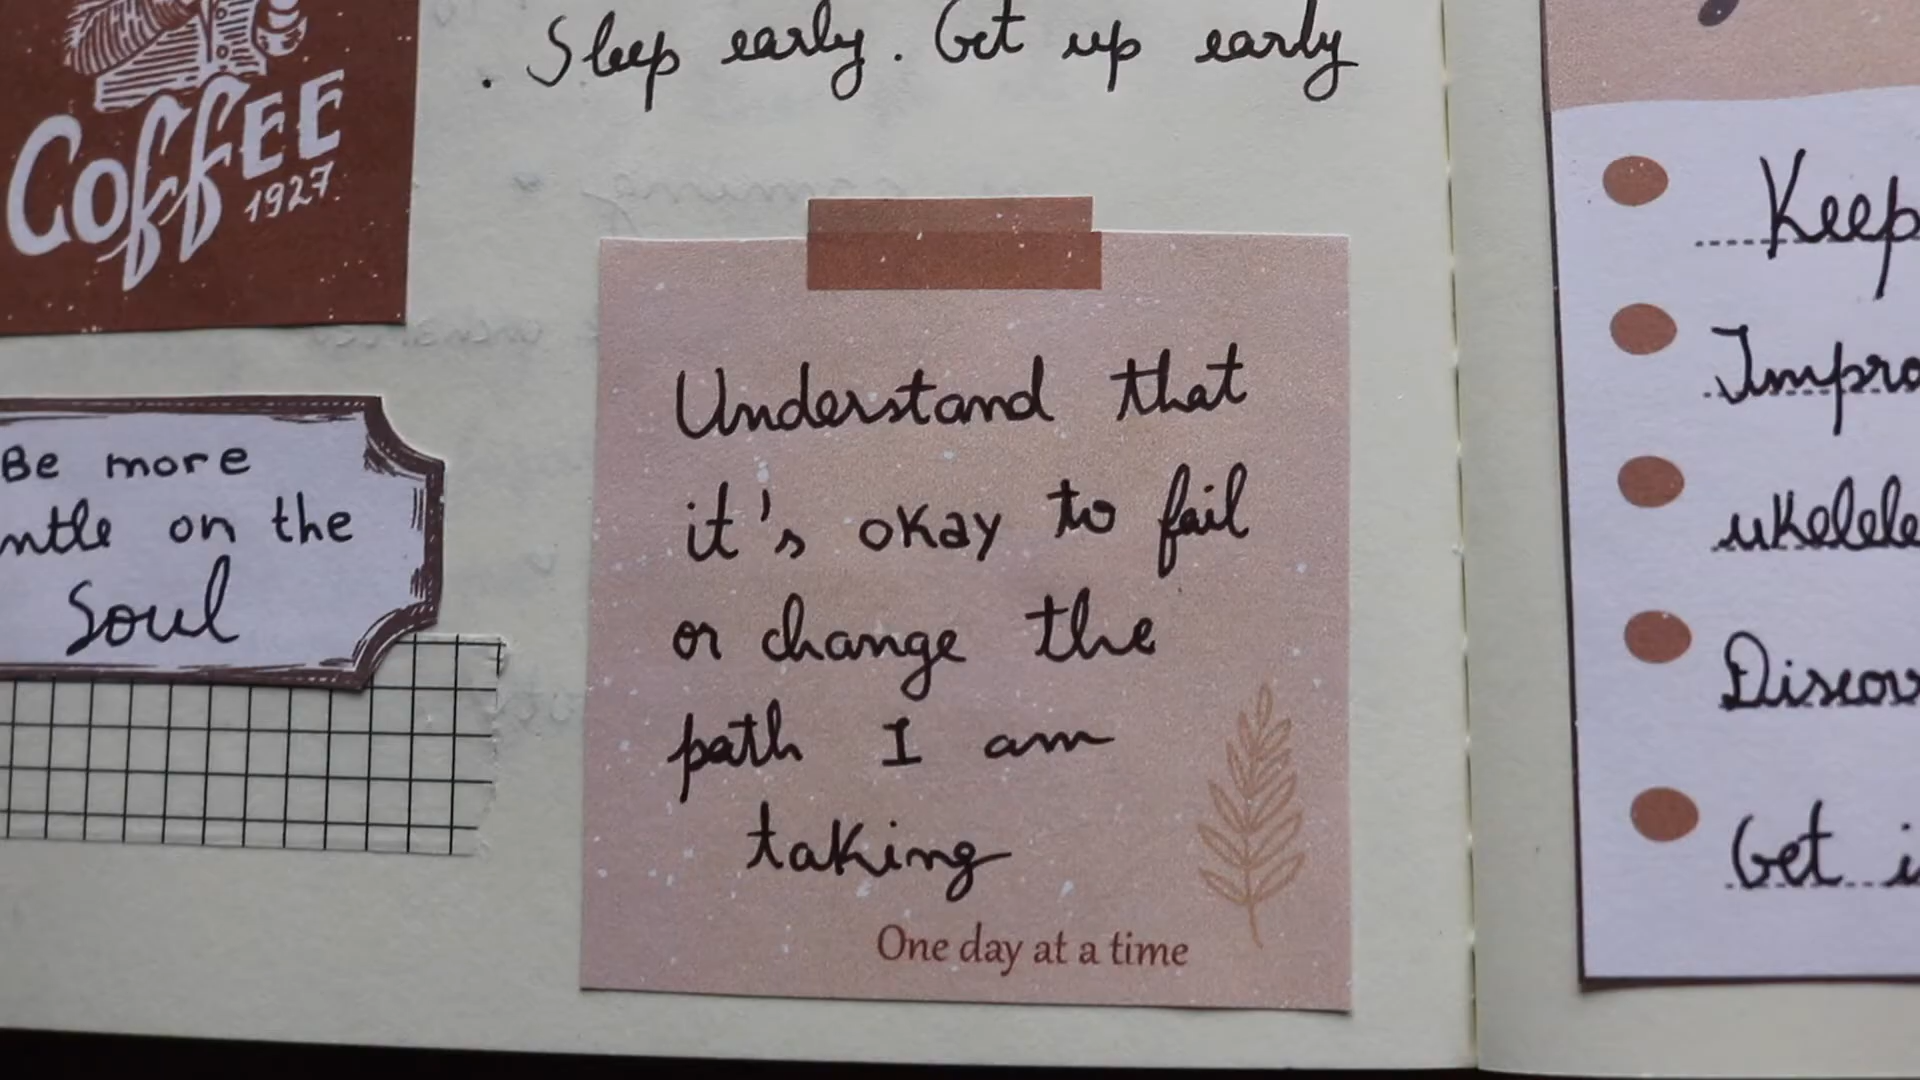 . Sleep early. Get up early
Coffee
1927
Be more
ntle on the
Soul
Understand that
it's okay to fail
or change the
path I am
taking
One day at a time
Keep
Impro
ukelele
Discov
Get i